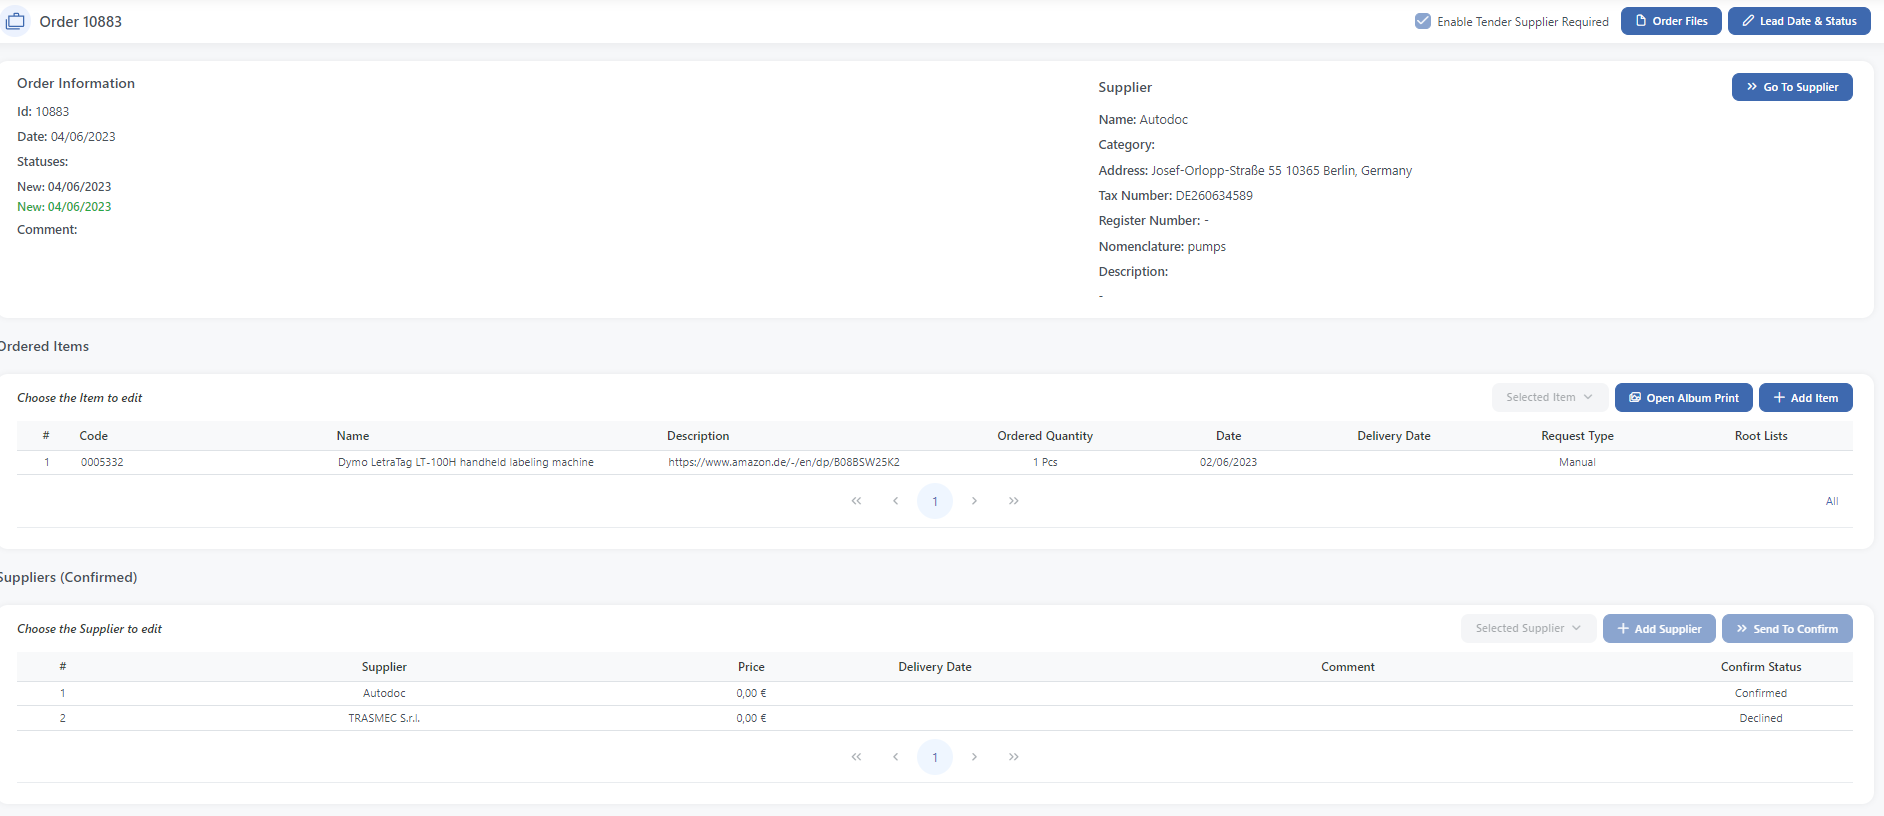 Order 10883
Enable Tender Supplier Required
Order Files
Lead Date & Status
Order Information
Id: 10883
Date: 04/06/2023
Statuses:
New: 04/06/2023
New: 04/06/2023
Comment:
Supplier
Go To Supplier
Name: Autodoc
Category:
Address: Josef-Orlopp-Straße 55 10365 Berlin, Germany
Tax Number: DE260634589
Register Number: -
Nomenclature: pumps
Description:
-
Ordered Items
Choose the Item to edit
Selected Item
Open Album Print
+ Add Item
# Code Name Description Ordered Quantity Date Delivery Date Request Type Root Lists
1 0005332 Dymo LetraTag LT-100H handheld labeling machine https://www.amazon.de/-/en/dp/B08BSW25K2 1 Pcs 02/06/2023 Manual
« ‹ 1 › » All
Suppliers (Confirmed)
Choose the Supplier to edit
Selected Supplier
+ Add Supplier
» Send To Confirm
# Supplier Price Delivery Date Comment Confirm Status
1 Autodoc 0,00 € Confirmed
2 TRASMEC S.r.l. 0,00 € Declined
« ‹ 1 › »